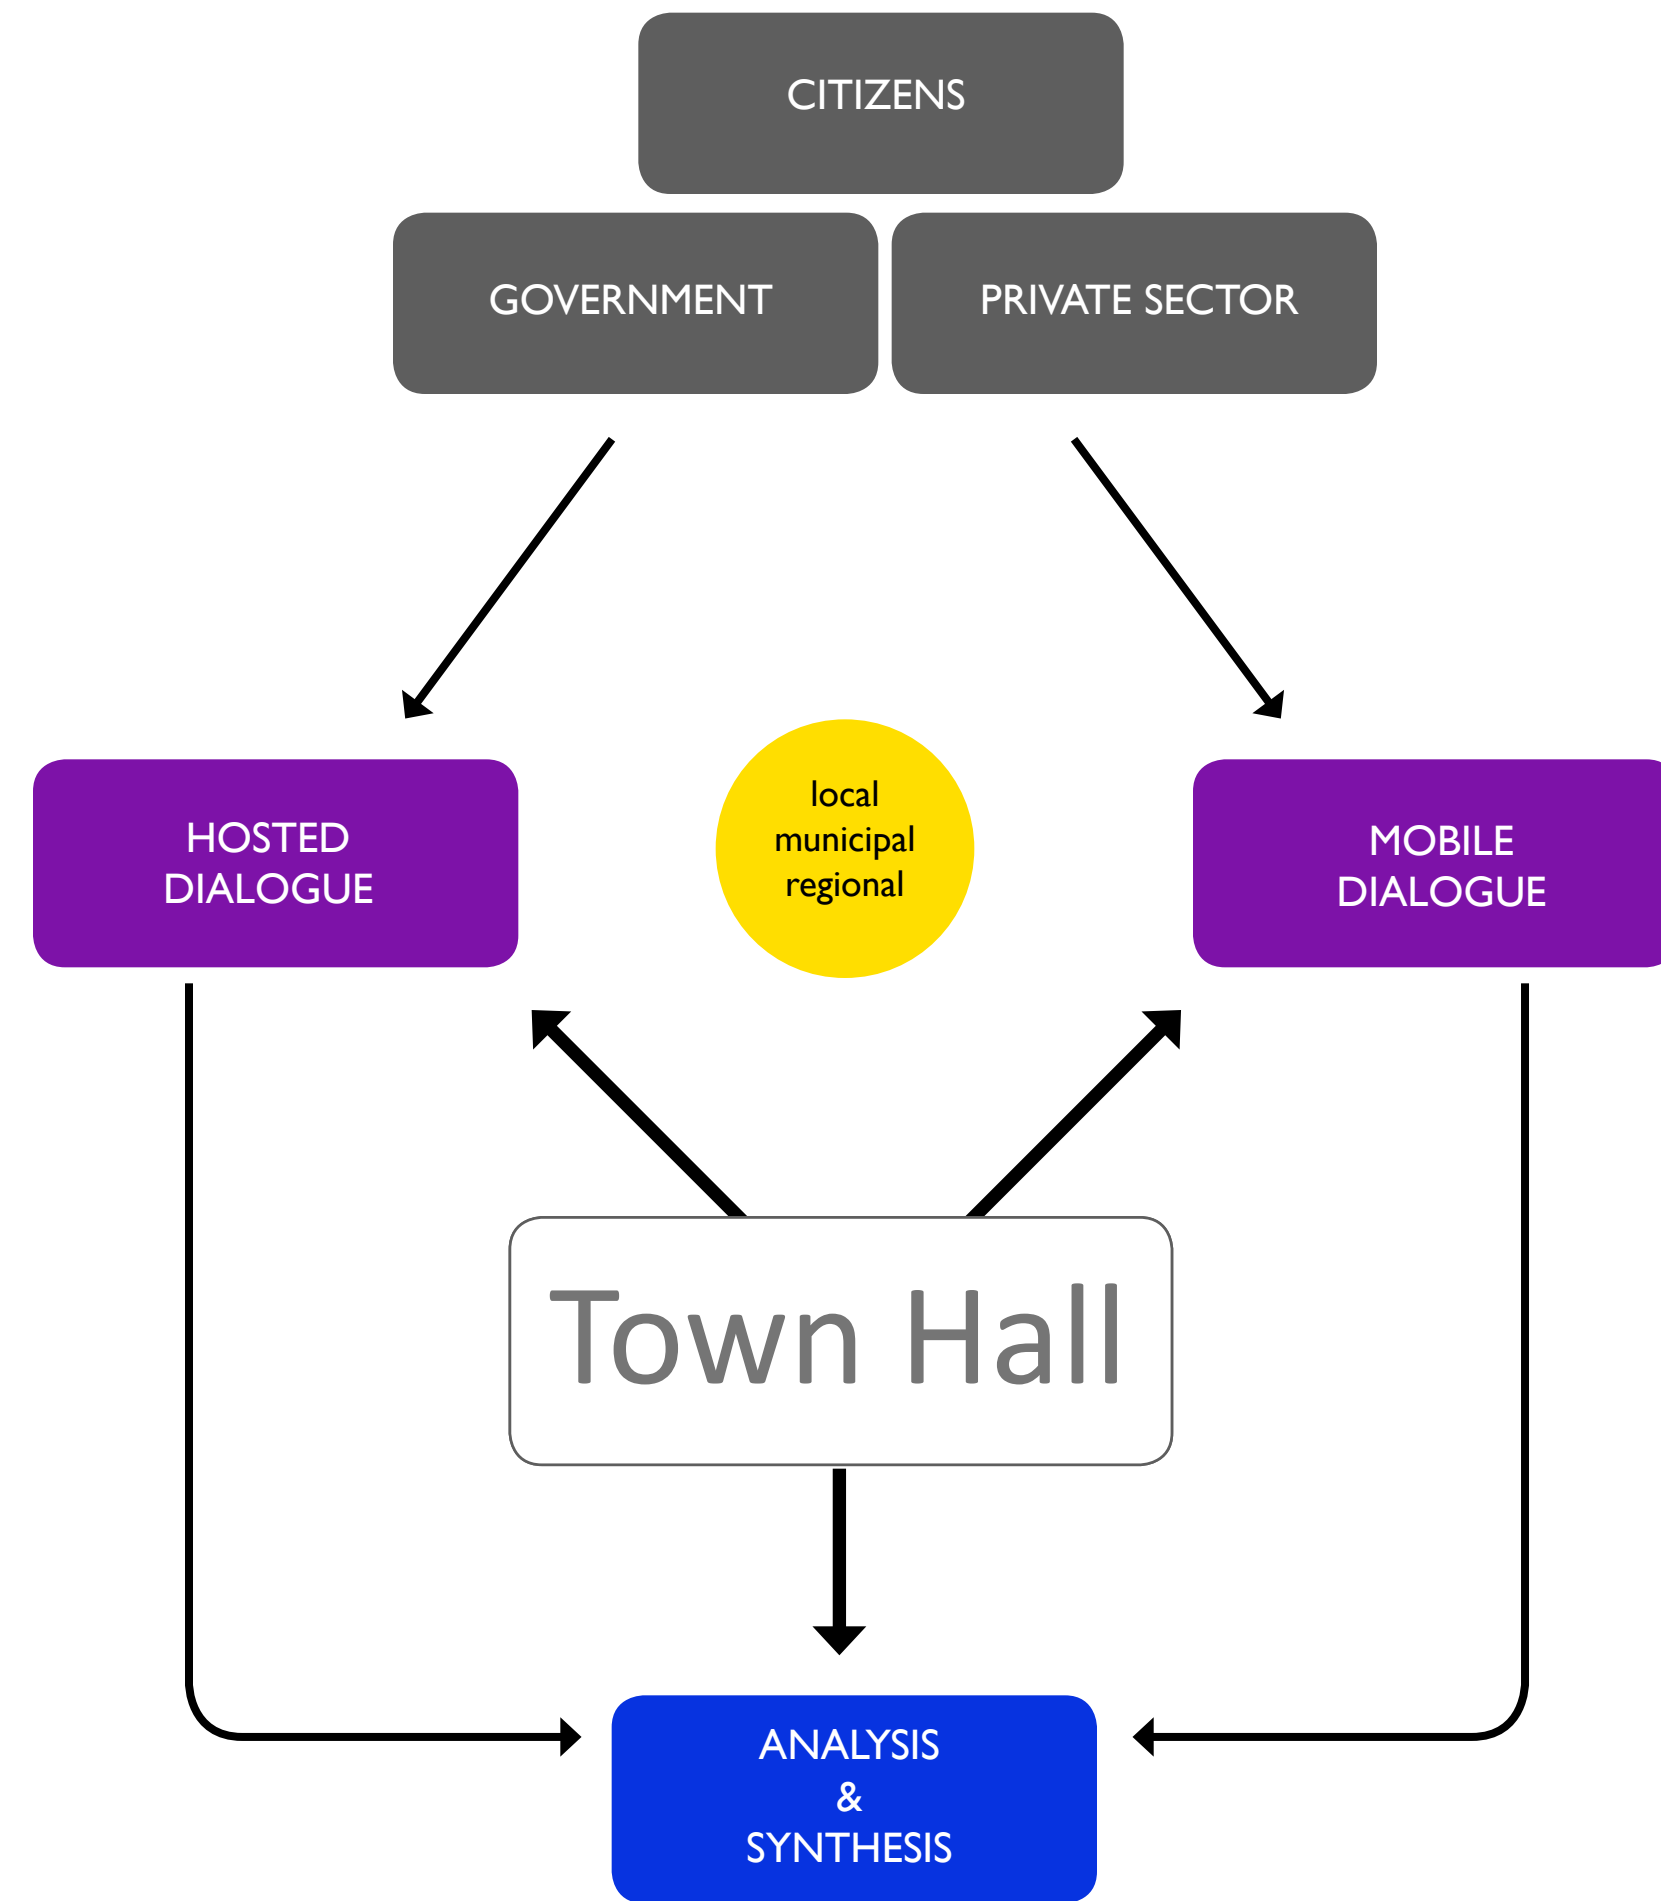 CITIZENS
GOVERNMENT
PRIVATE SECTOR
local
municipal
regional
HOSTED
DIALOGUE
MOBILE
DIALOGUE
Town Hall
ANALYSIS
&
SYNTHESIS